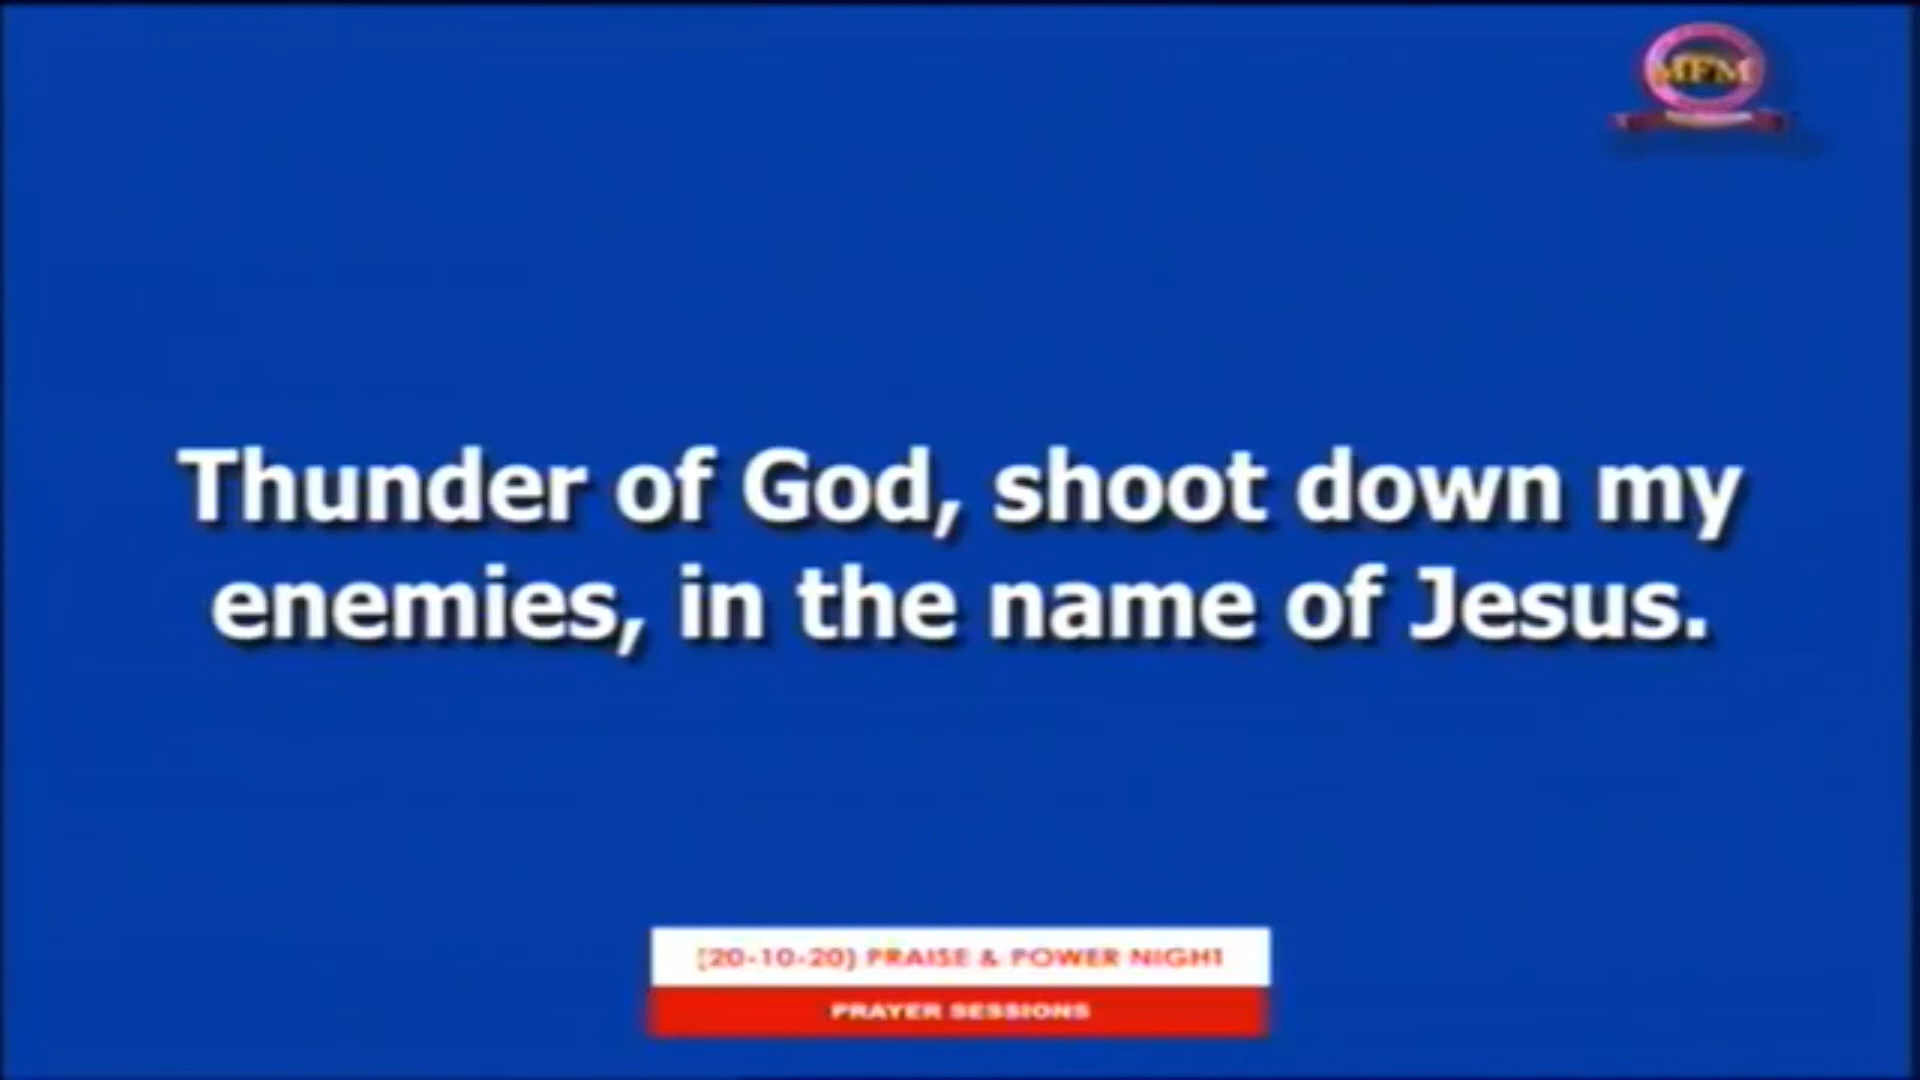 MFM
Thunder of God, shoot down my
enemies, in the name of Jesus.
[20-10-20] PRAISE & POWER NIGHT
PRAYER SESSIONS